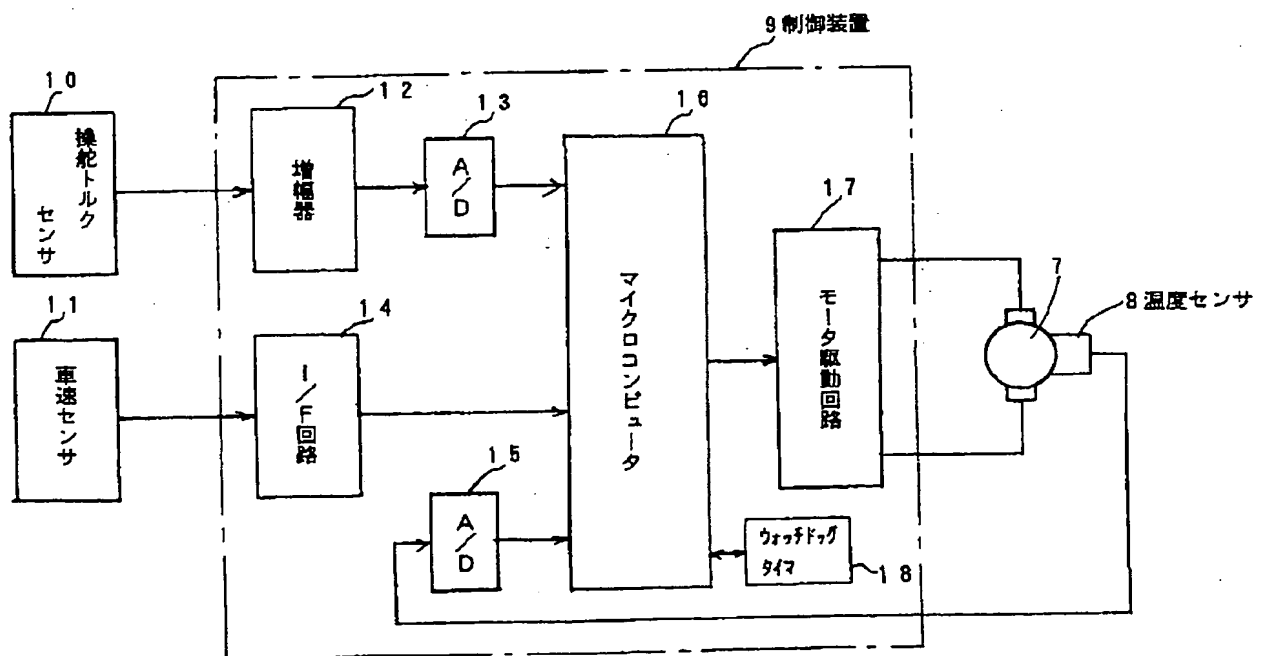 9 制御装置
10
操舵トルク
センサ
12
増幅器
13
A/D
16
マイクロコンピュータ
17
モータ駆動回路
7
8 温度センサ
11
車速センサ
14
I/F回路
15
A/D
ウォッチドッグ
タイマ
18